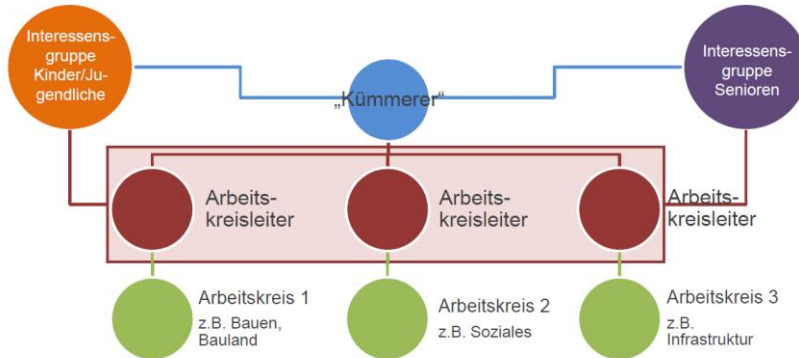 Interessens-
gruppe
Kinder/Ju-
gendliche
„Kümmerer“
Interessens-
gruppe
Senioren
Arbeits-
kreisleiter
Arbeits-
kreisleiter
Arbeits-
kreisleiter
Arbeitskreis 1
z.B. Bauen,
Bauland
Arbeitskreis 2
z.B. Soziales
Arbeitskreis 3
z.B.
Infrastruktur